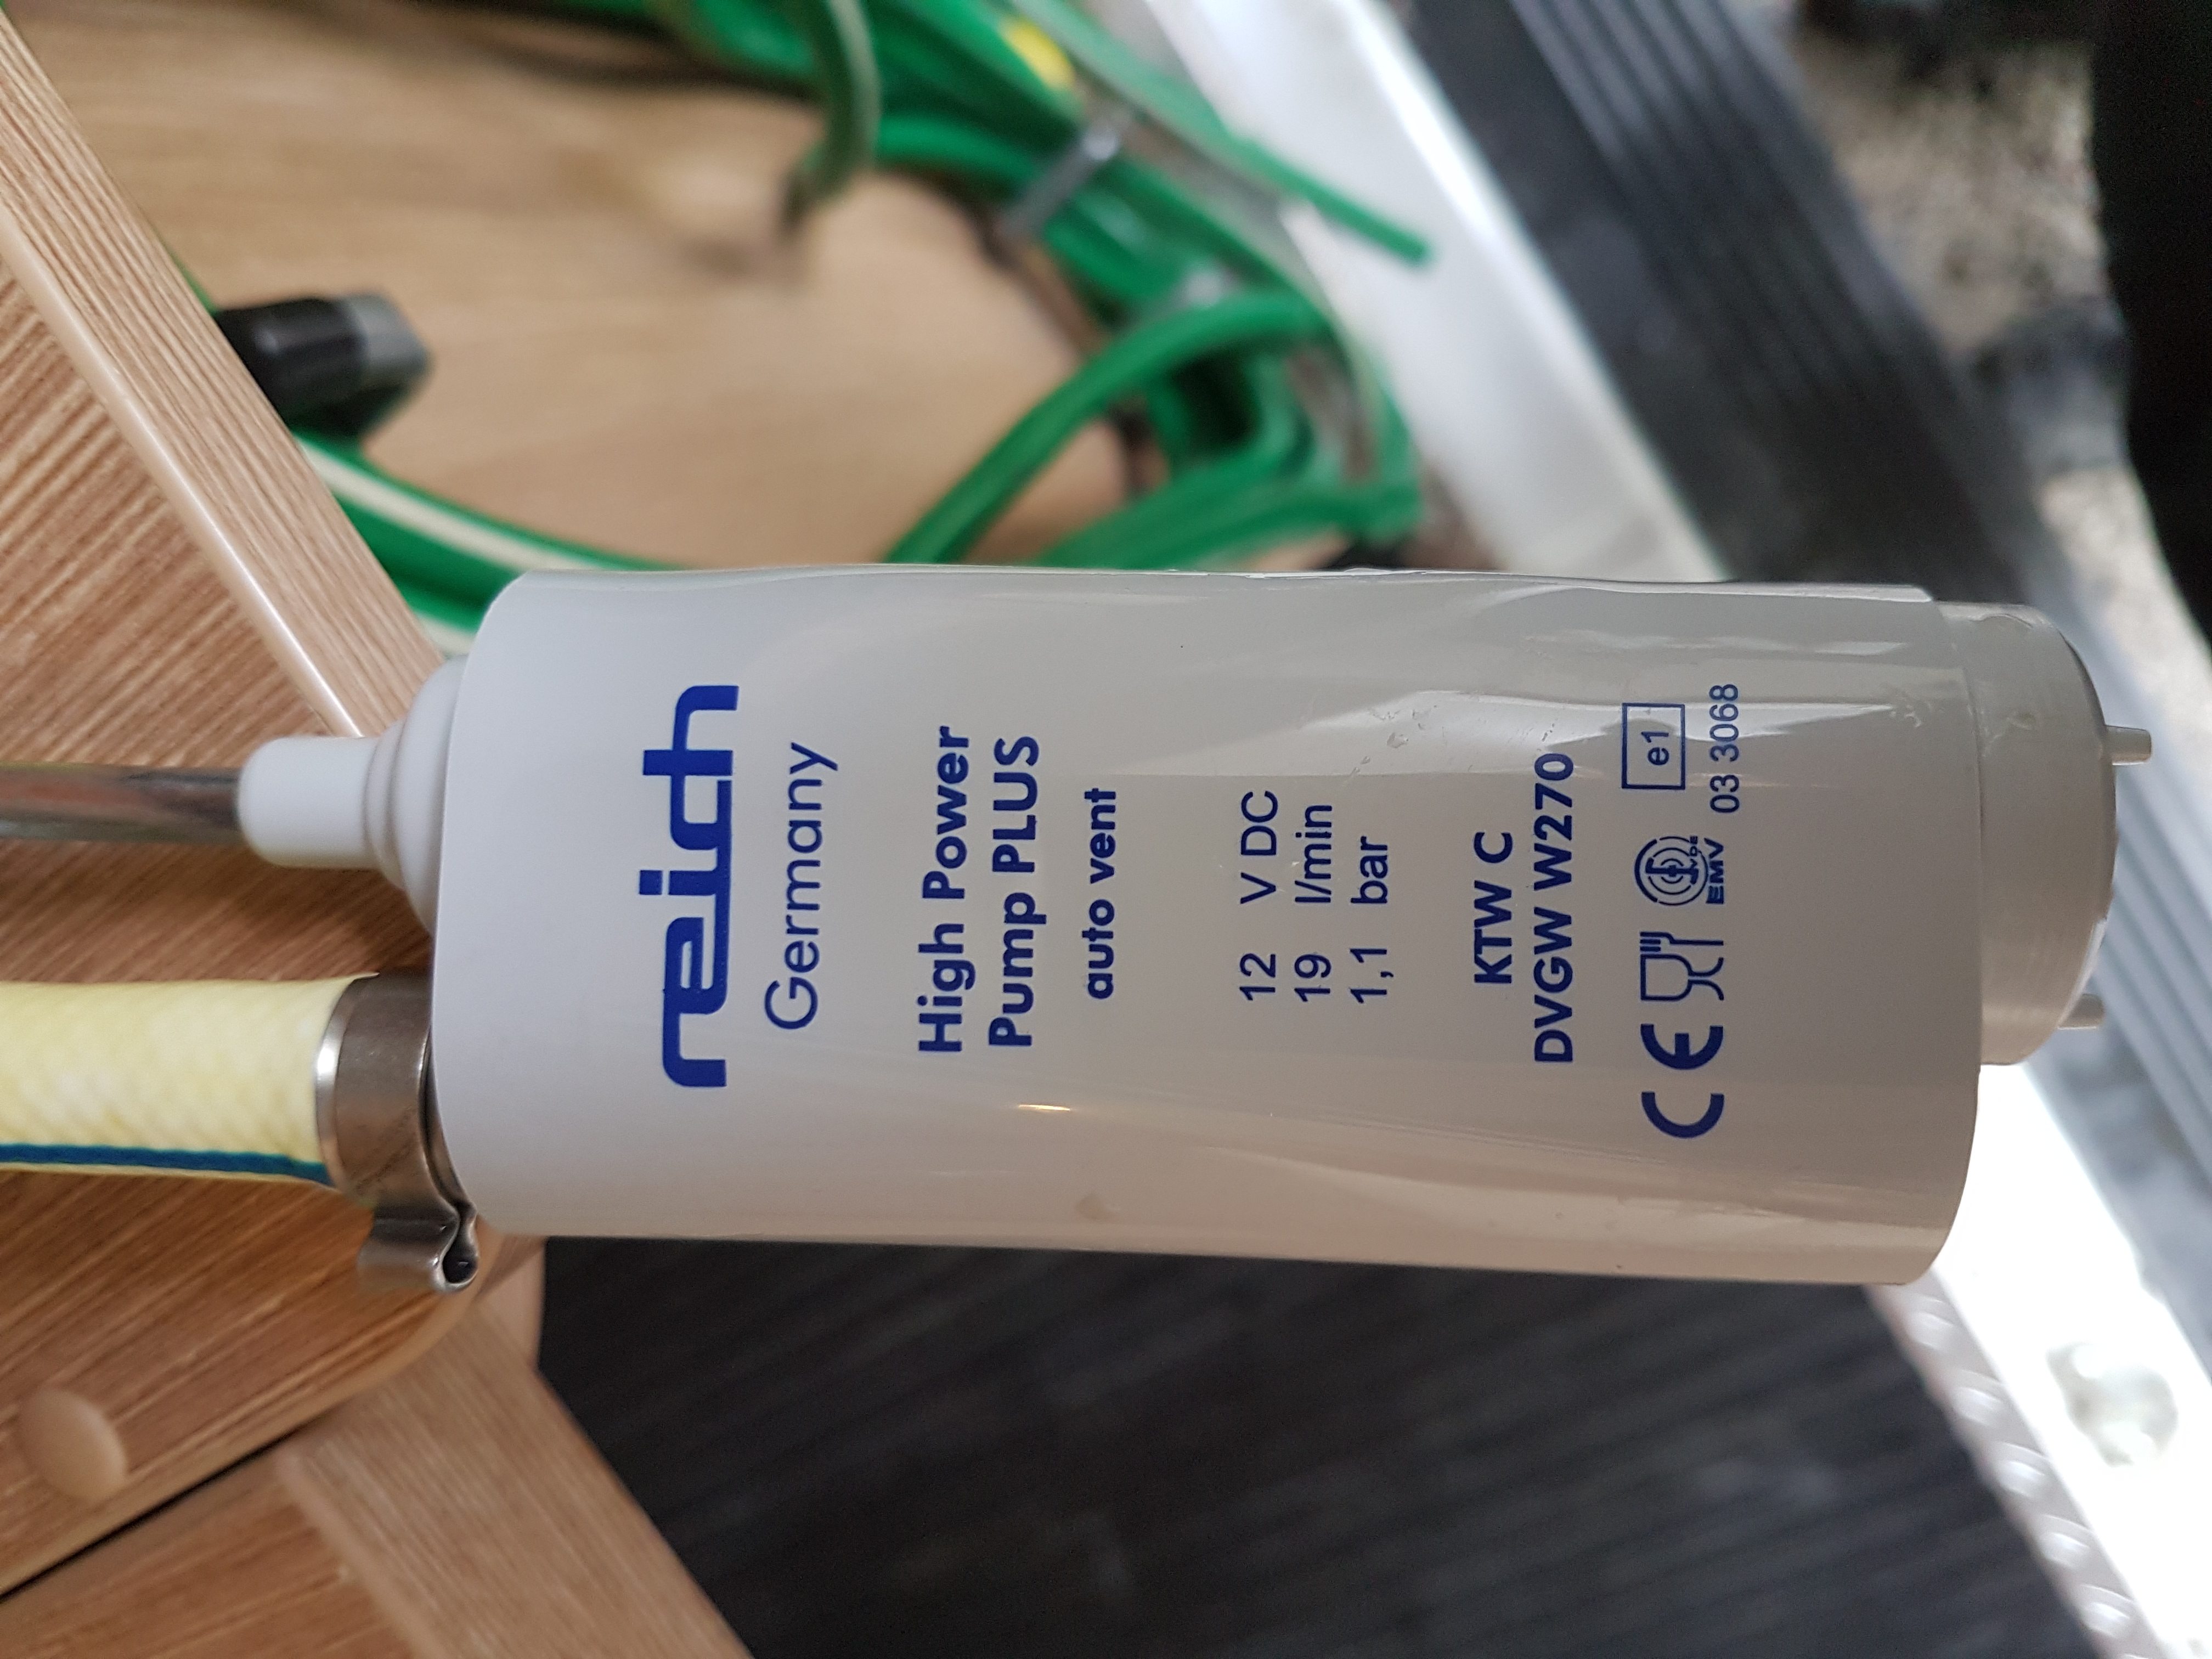 reich
Germany
High Power
Pump PLUS
auto vent
12 V DC
19 l/min
1,1 bar
KTW C
DVGW W270
CE VDE EMV e1
03 3068